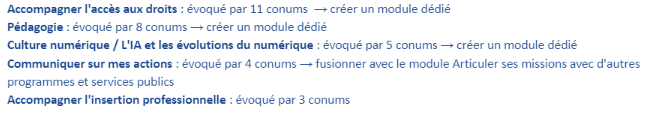 Accompagner l'accès aux droits : évoqué par 11 conums → créer un module dédié
Pédagogie : évoqué par 8 conums → créer un module dédié
Culture numérique / L'IA et les évolutions du numérique : évoqué par 5 conums → créer un module dédié
Communiquer sur mes actions : évoqué par 4 conums → fusionner avec le module Articuler ses missions avec d'autres
programmes et services publics
Accompagner l'insertion professionnelle : évoqué par 3 conums